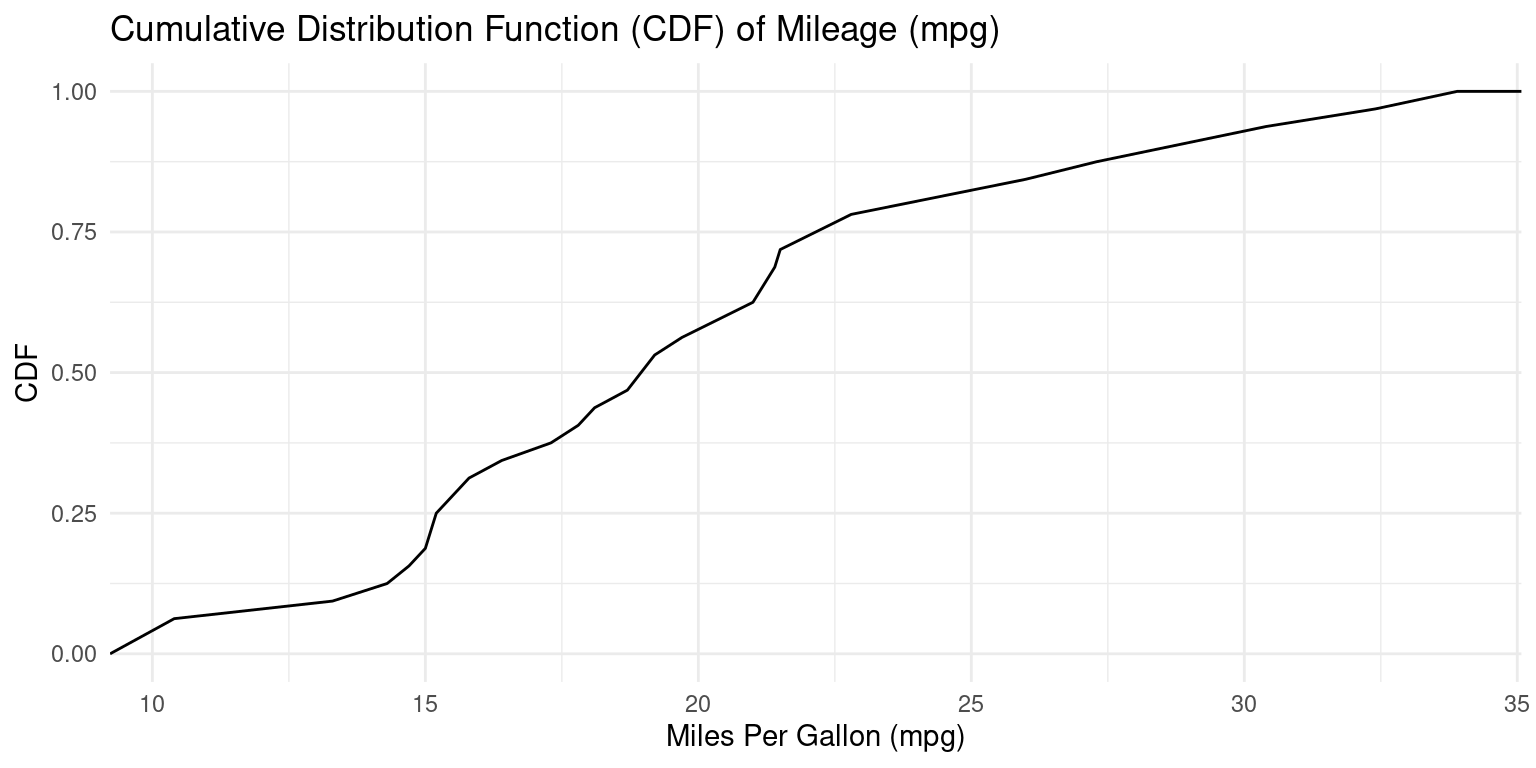 Cumulative Distribution Function (CDF) of Mileage (mpg)
1.00
0.75
0.50
0.25
0.00
CDF
10 15 20 25 30 35
Miles Per Gallon (mpg)